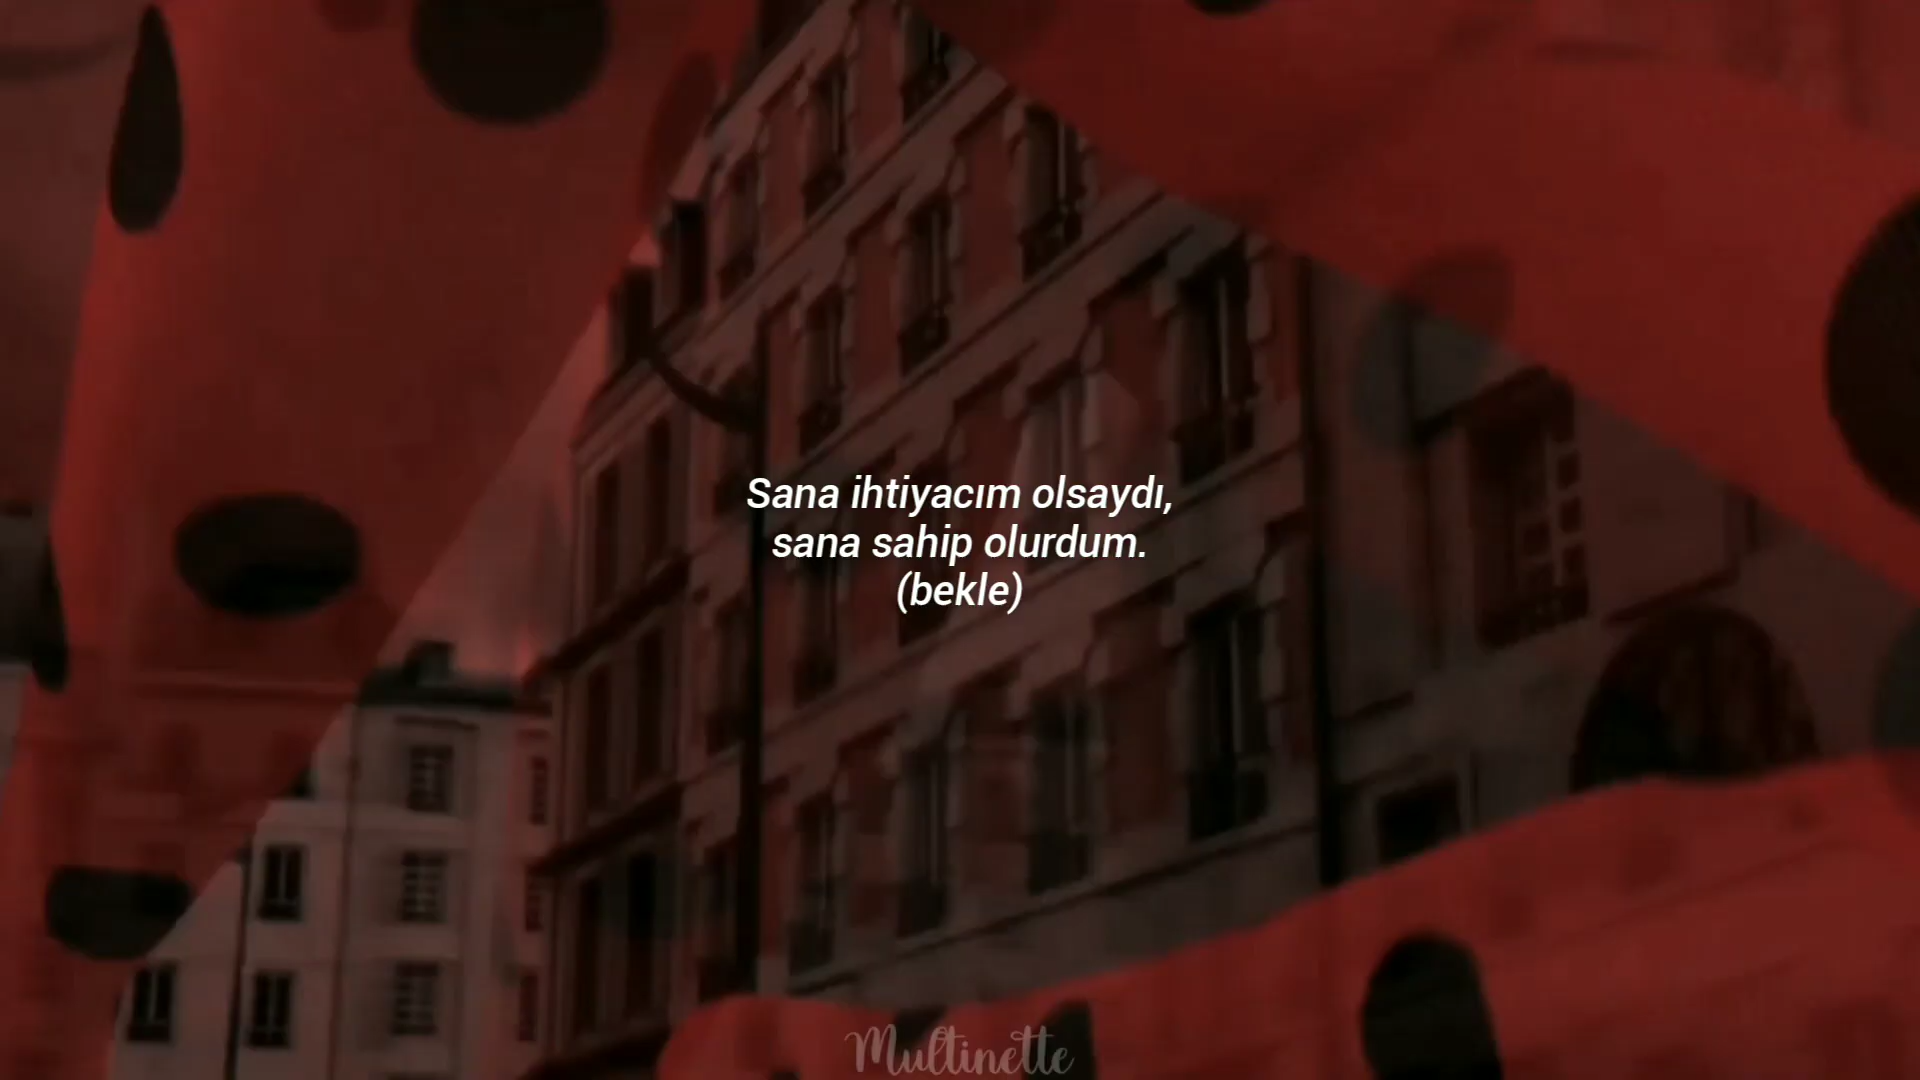 Sana ihtiyacım olsaydı,
sana sahip olurdum.
(bekle)
Multinette